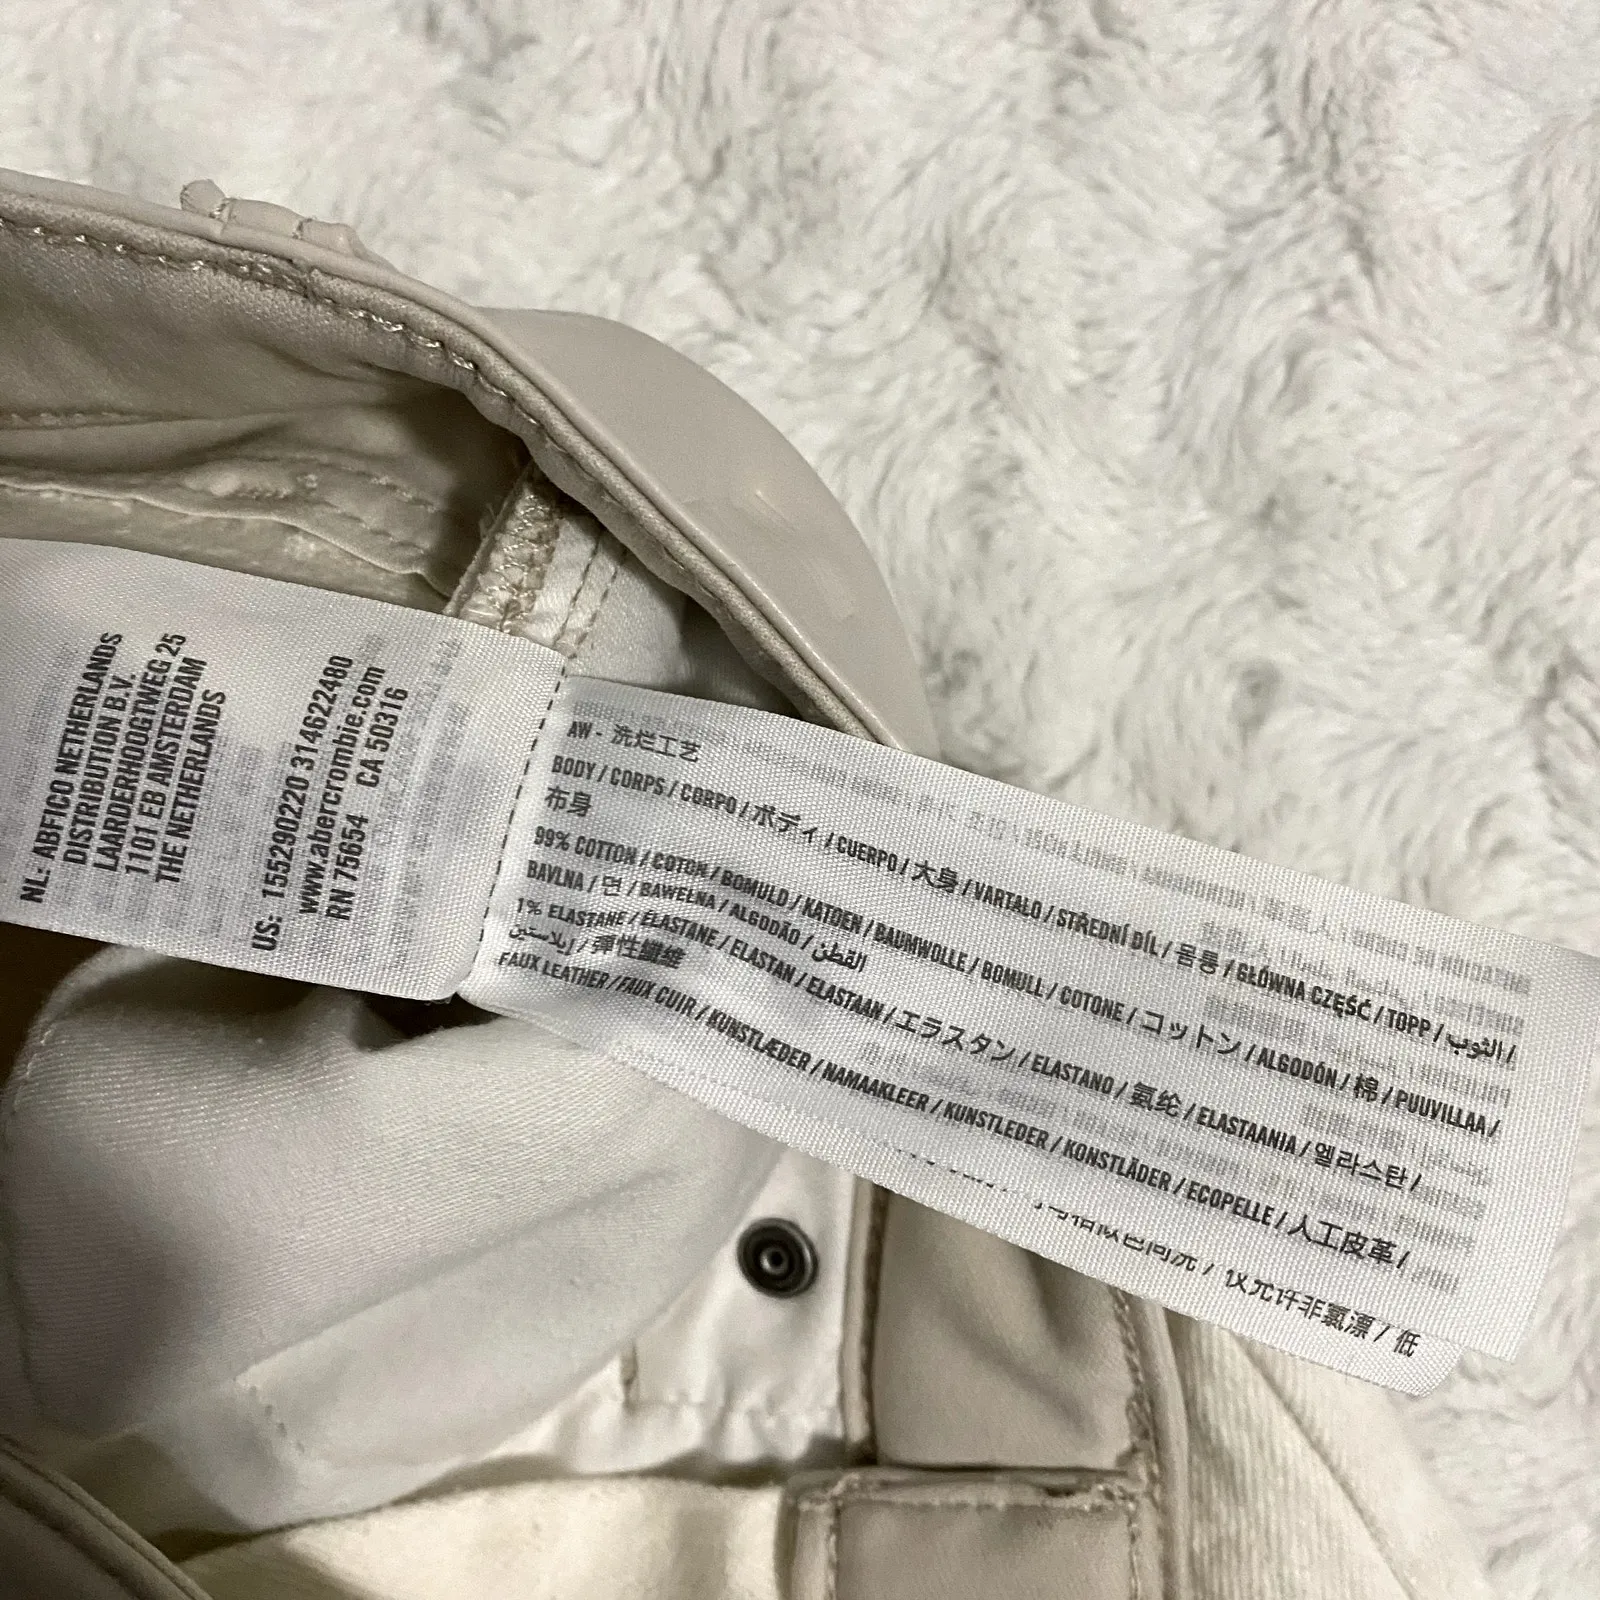 NL: ABFICO NETHERLANDS
DISTRIBUTION B.V.
LAARDERHOOGTWEG 25
1101 EB AMSTERDAM
THE NETHERLANDS
US: 155290220 314622480
www.abercrombie.com
RN 75654 CA 50316
AW - 洗烂工艺
BODY / CORPS / CORPO / ボディ / CUERPO / 大身 / VARTALO / STŘEDNÍ DÍL / 몸통 / GŁÓWNA CZĘŚĆ / TOPP / الثوب /
布身
99% COTTON / COTON / BOMULD / KATOEN / BAUMWOLLE / BOMULL / COTONE / コットン / ALGODÓN / 棉 / PUUVILLAA /
BAVLNA / 면 / BAWEŁNA / ALGODÃO / القطن
1% ELASTANE / ÉLASTANE / ELASTAN / ELASTAAN / エラスタン / ELASTANO / 氨纶 / ELASTAANIA / 엘라스탄 /
إيلاستين / 彈性纖維
FAUX LEATHER / FAUX CUIR / KUNSTLÆDER / NAMAAKLEER / KUNSTLEDER / KONSTLÄDER / ECOPELLE / 人工皮革 /
/ 仅允许非氯漂 / 低